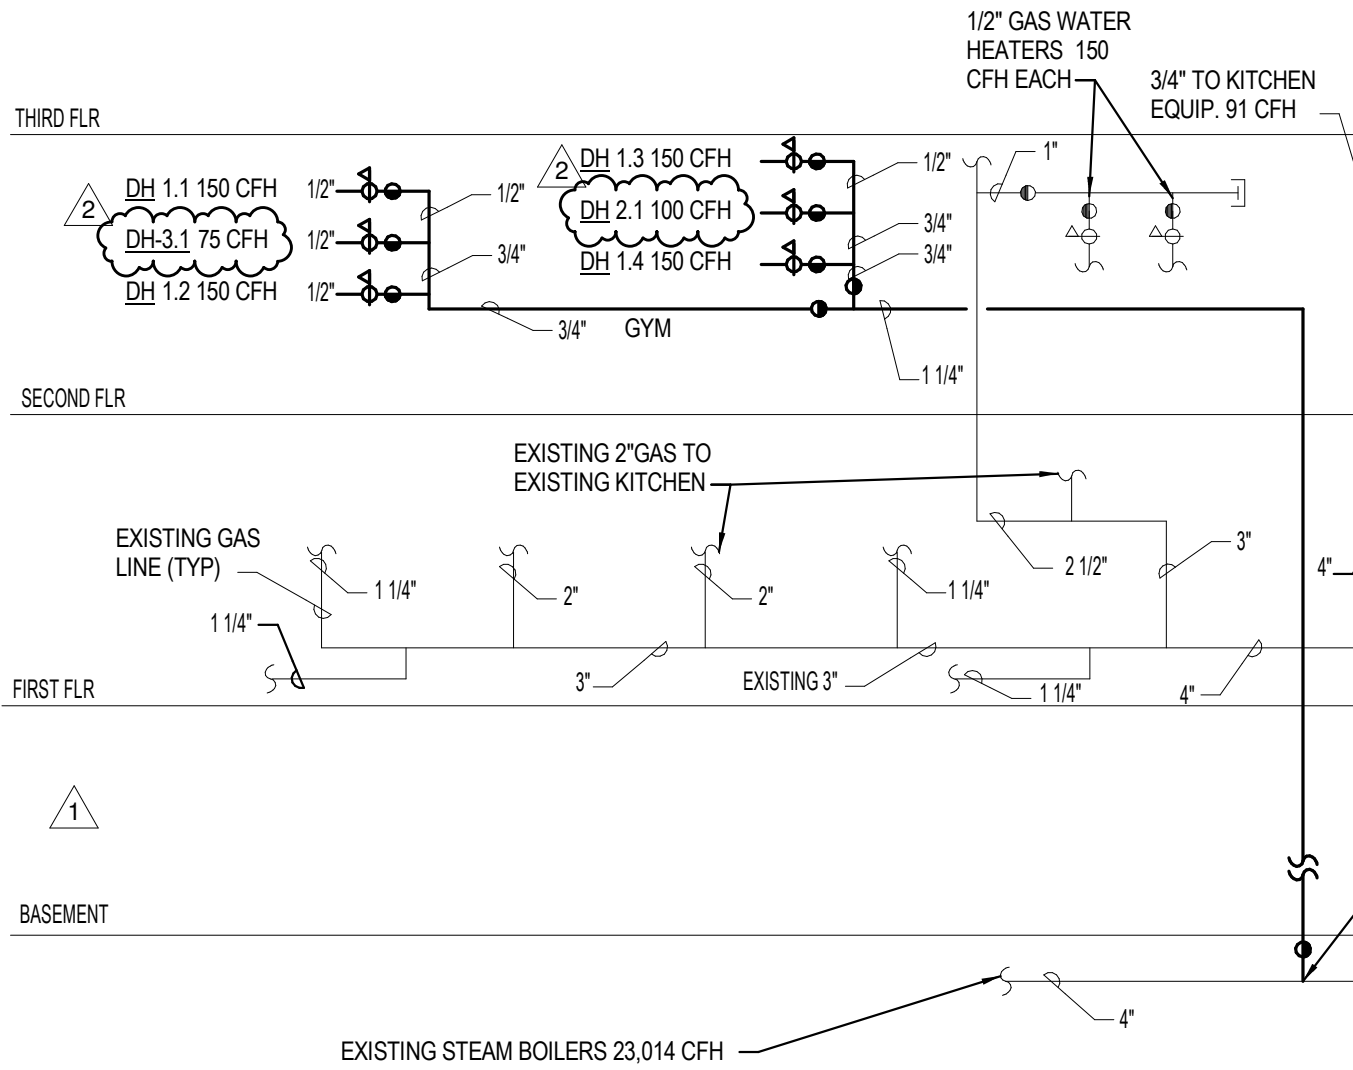 1/2" GAS WATER
HEATERS 150
CFH EACH
3/4" TO KITCHEN
EQUIP. 91 CFH
THIRD FLR
2
DH 1.1 150 CFH
1/2"
1/2"
DH-3.1 75 CFH
1/2"
3/4"
DH 1.2 150 CFH
1/2"
3/4"
GYM
2
DH 1.3 150 CFH
1/2"
DH 2.1 100 CFH
3/4"
DH 1.4 150 CFH
3/4"
1 1/4"
1"
SECOND FLR
EXISTING 2"GAS TO
EXISTING KITCHEN
EXISTING GAS
LINE (TYP)
1 1/4"
1 1/4"
2"
2"
1 1/4"
2 1/2"
3"
4"
3"
EXISTING 3"
1 1/4"
4"
FIRST FLR
1
BASEMENT
4"
EXISTING STEAM BOILERS 23,014 CFH